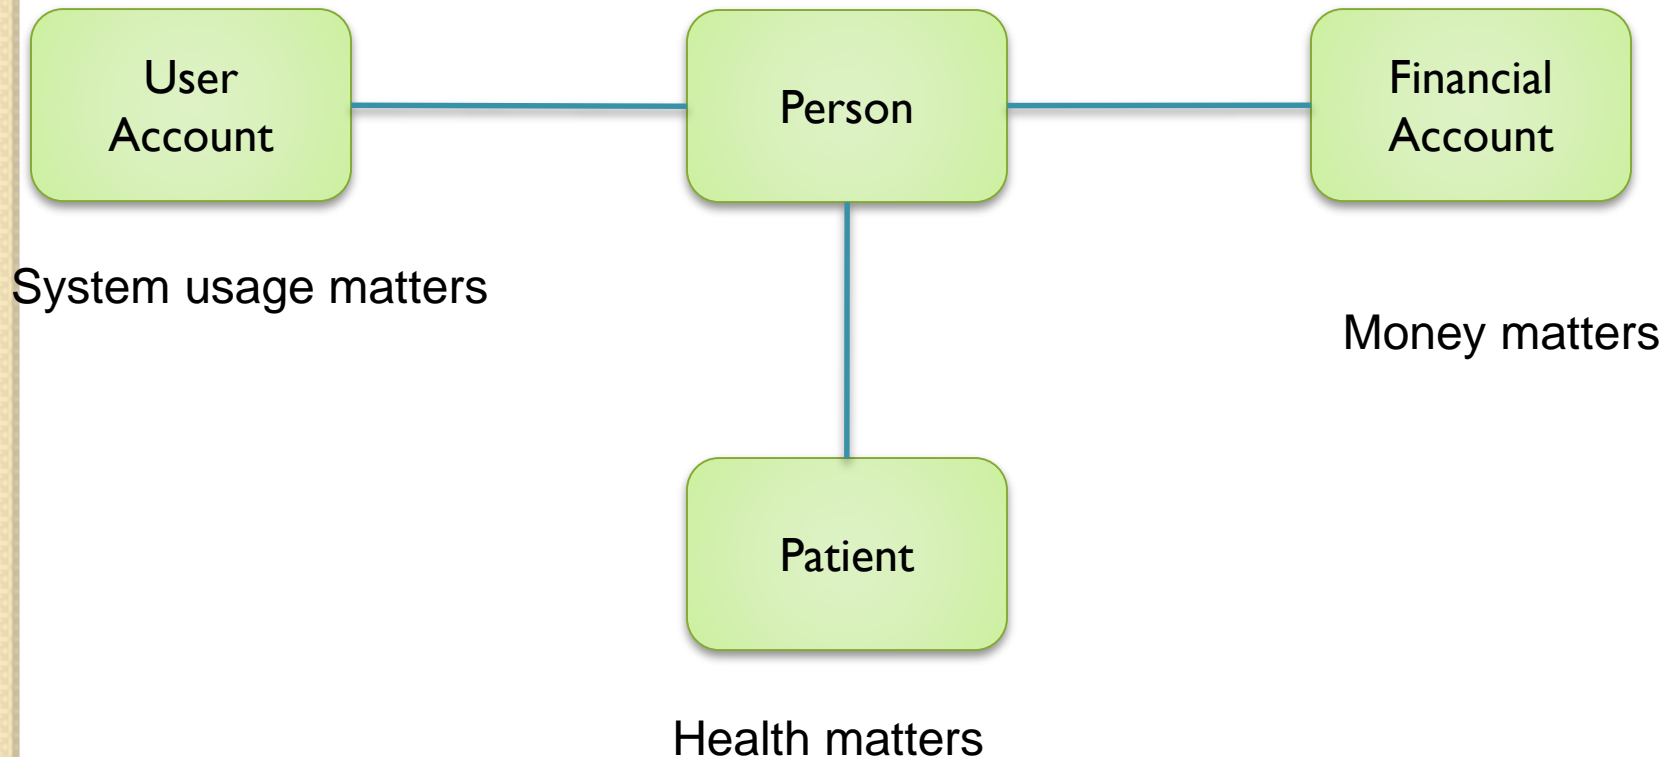 User
Account
Person
Financial
Account
System usage matters
Money matters
Patient
Health matters